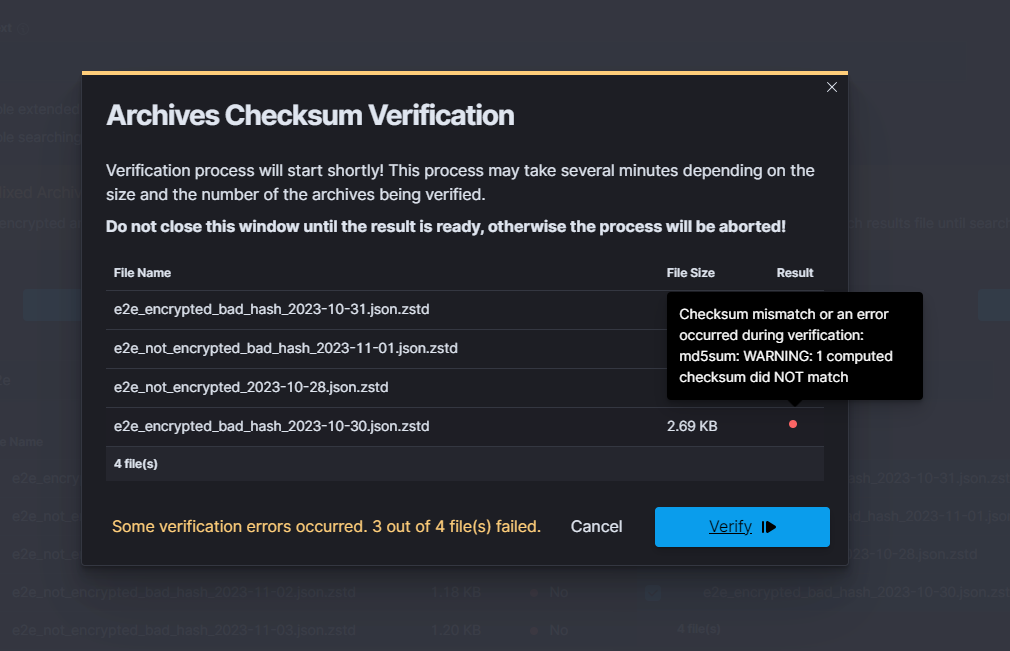 Archives Checksum Verification
Verification process will start shortly! This process may take several minutes depending on the
size and the number of the archives being verified.
Do not close this window until the result is ready, otherwise the process will be aborted!
File Name File Size Result
e2e_encrypted_bad_hash_2023-10-31.json.zstd
e2e_not_encrypted_bad_hash_2023-11-01.json.zstd
e2e_not_encrypted_2023-10-28.json.zstd
Checksum mismatch or an error
occurred during verification:
md5sum: WARNING: 1 computed
checksum did NOT match
e2e_encrypted_bad_hash_2023-10-30.json.zstd 2.69 KB
4 file(s)
Some verification errors occurred. 3 out of 4 file(s) failed. Cancel Verify
e2e_not_encrypted_bad_hash_2023-11-02.json.zstd 1.18 KB No e2e_encrypted_bad_hash_2023-10-30.json.zst
e2e_not_encrypted_bad_hash_2023-11-03.json.zstd 1.20 KB No 4 file(s)